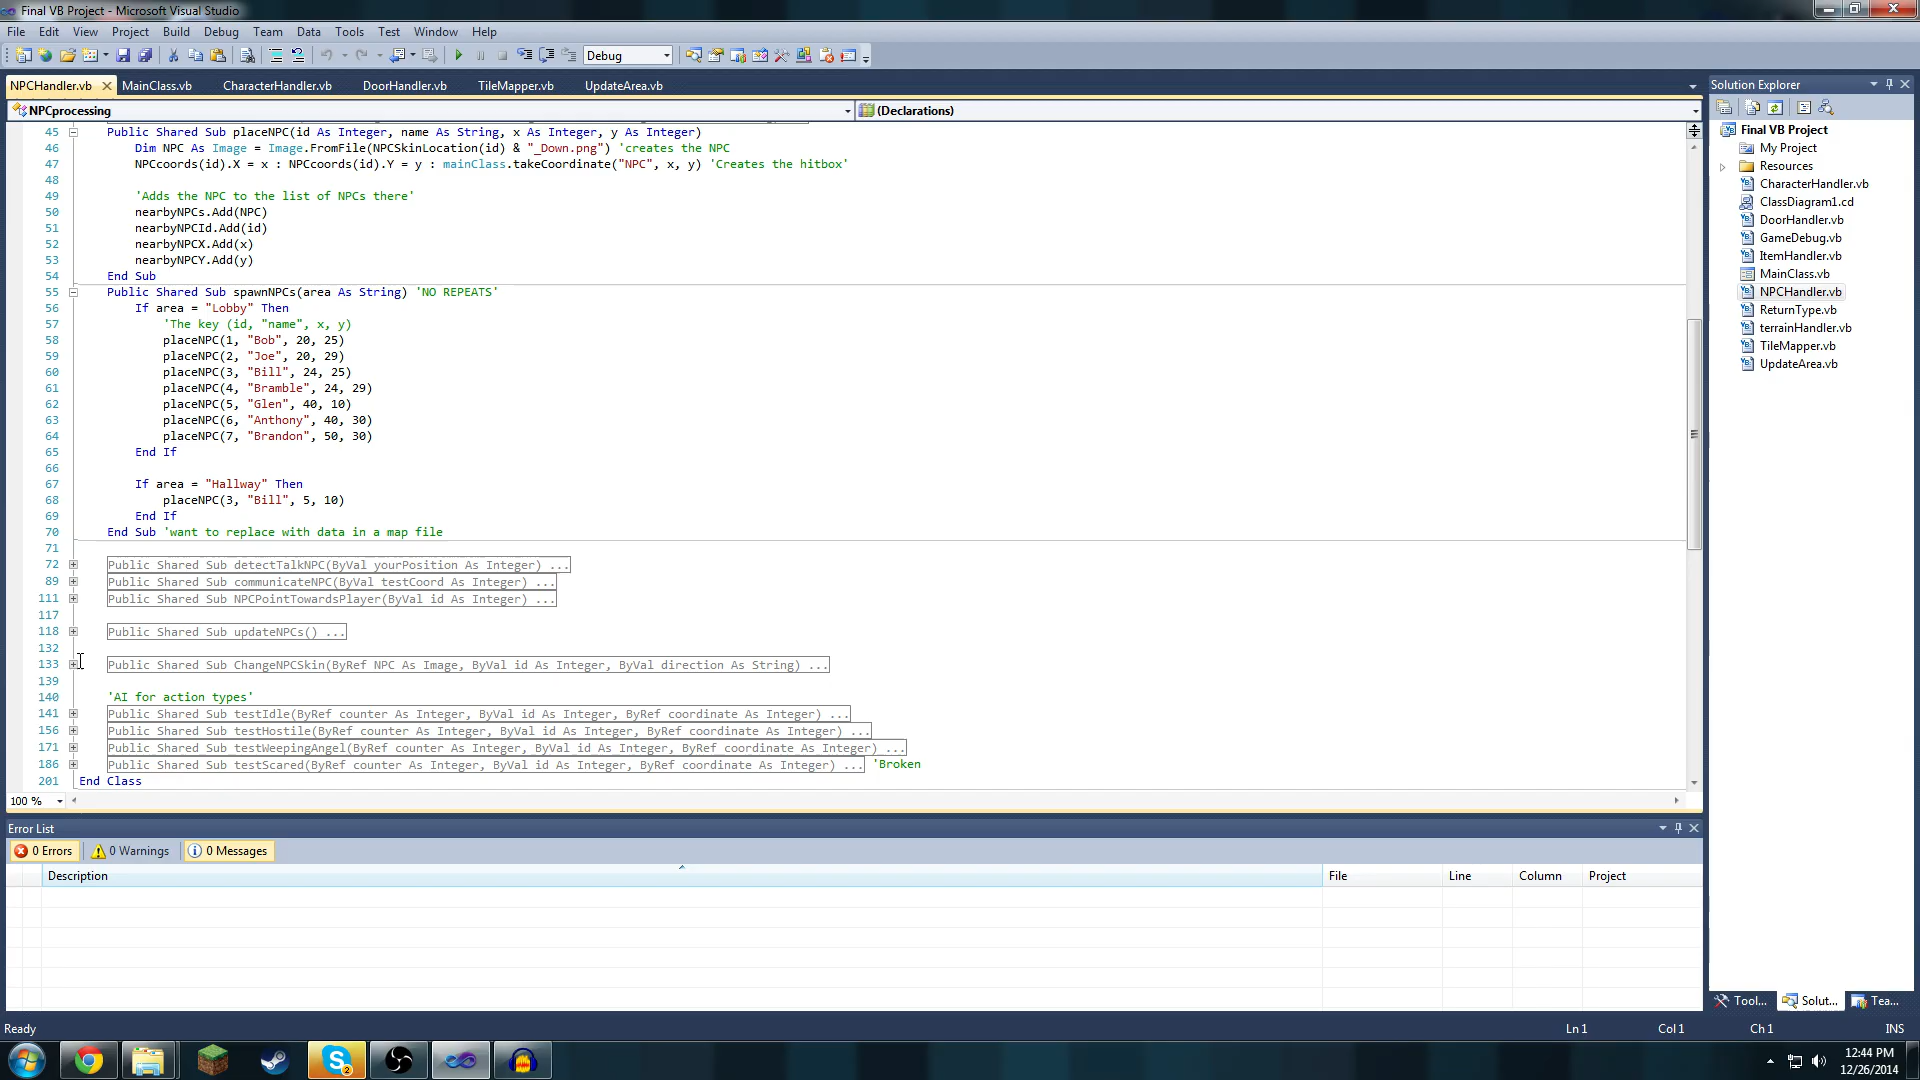 Final VB Project - Microsoft Visual Studio
File Edit View Project Build Debug Team Data Tools Test Window Help
Debug
NPCHandler.vb MainClass.vb CharacterHandler.vb DoorHandler.vb TileMapper.vb UpdateArea.vb
NPCprocessing (Declarations)
45 Public Shared Sub placeNPC(id As Integer, name As String, x As Integer, y As Integer)
46 Dim NPC As Image = Image.FromFile(NPCSkinLocation(id) & "_Down.png") 'creates the NPC
47 NPCcoords(id).X = x : NPCcoords(id).Y = y : mainClass.takeCoordinate("NPC", x, y) 'Creates the hitbox'
48
49 'Adds the NPC to the list of NPCs there'
50 nearbyNPCs.Add(NPC)
51 nearbyNPCId.Add(id)
52 nearbyNPCX.Add(x)
53 nearbyNPCY.Add(y)
54 End Sub
55 Public Shared Sub spawnNPCs(area As String) 'NO REPEATS'
56 If area = "Lobby" Then
57 'The key (id, "name", x, y)
58 placeNPC(1, "Bob", 20, 25)
59 placeNPC(2, "Joe", 20, 29)
60 placeNPC(3, "Bill", 24, 25)
61 placeNPC(4, "Bramble", 24, 29)
62 placeNPC(5, "Glen", 40, 10)
63 placeNPC(6, "Anthony", 40, 30)
64 placeNPC(7, "Brandon", 50, 30)
65 End If
66
67 If area = "Hallway" Then
68 placeNPC(3, "Bill", 5, 10)
69 End If
70 End Sub 'want to replace with data in a map file
71
72 Public Shared Sub detectTalkNPC(ByVal yourPosition As Integer) ...
89 Public Shared Sub communicateNPC(ByVal testCoord As Integer) ...
111 Public Shared Sub NPCPointTowardsPlayer(ByVal id As Integer) ...
117
118 Public Shared Sub updateNPCs() ...
132
133 Public Shared Sub ChangeNPCSkin(ByRef NPC As Image, ByVal id As Integer, ByVal direction As String) ...
139
140 'AI for action types'
141 Public Shared Sub testIdle(ByRef counter As Integer, ByVal id As Integer, ByRef coordinate As Integer) ...
156 Public Shared Sub testHostile(ByRef counter As Integer, ByVal id As Integer, ByRef coordinate As Integer) ...
171 Public Shared Sub testWeepingAngel(ByRef counter As Integer, ByVal id As Integer, ByRef coordinate As Integer) ...
186 Public Shared Sub testScared(ByRef counter As Integer, ByVal id As Integer, ByRef coordinate As Integer) ... 'Broken
201 End Class
100 %
Error List
0 Errors 0 Warnings 0 Messages
Description File Line Column Project
Solution Explorer
Final VB Project
My Project
Resources
CharacterHandler.vb
ClassDiagram1.cd
DoorHandler.vb
GameDebug.vb
ItemHandler.vb
MainClass.vb
NPCHandler.vb
ReturnType.vb
terrainHandler.vb
TileMapper.vb
UpdateArea.vb
Tool... Solut... Tea...
Ready Ln 1 Col 1 Ch 1 INS
2
12:44 PM
12/26/2014